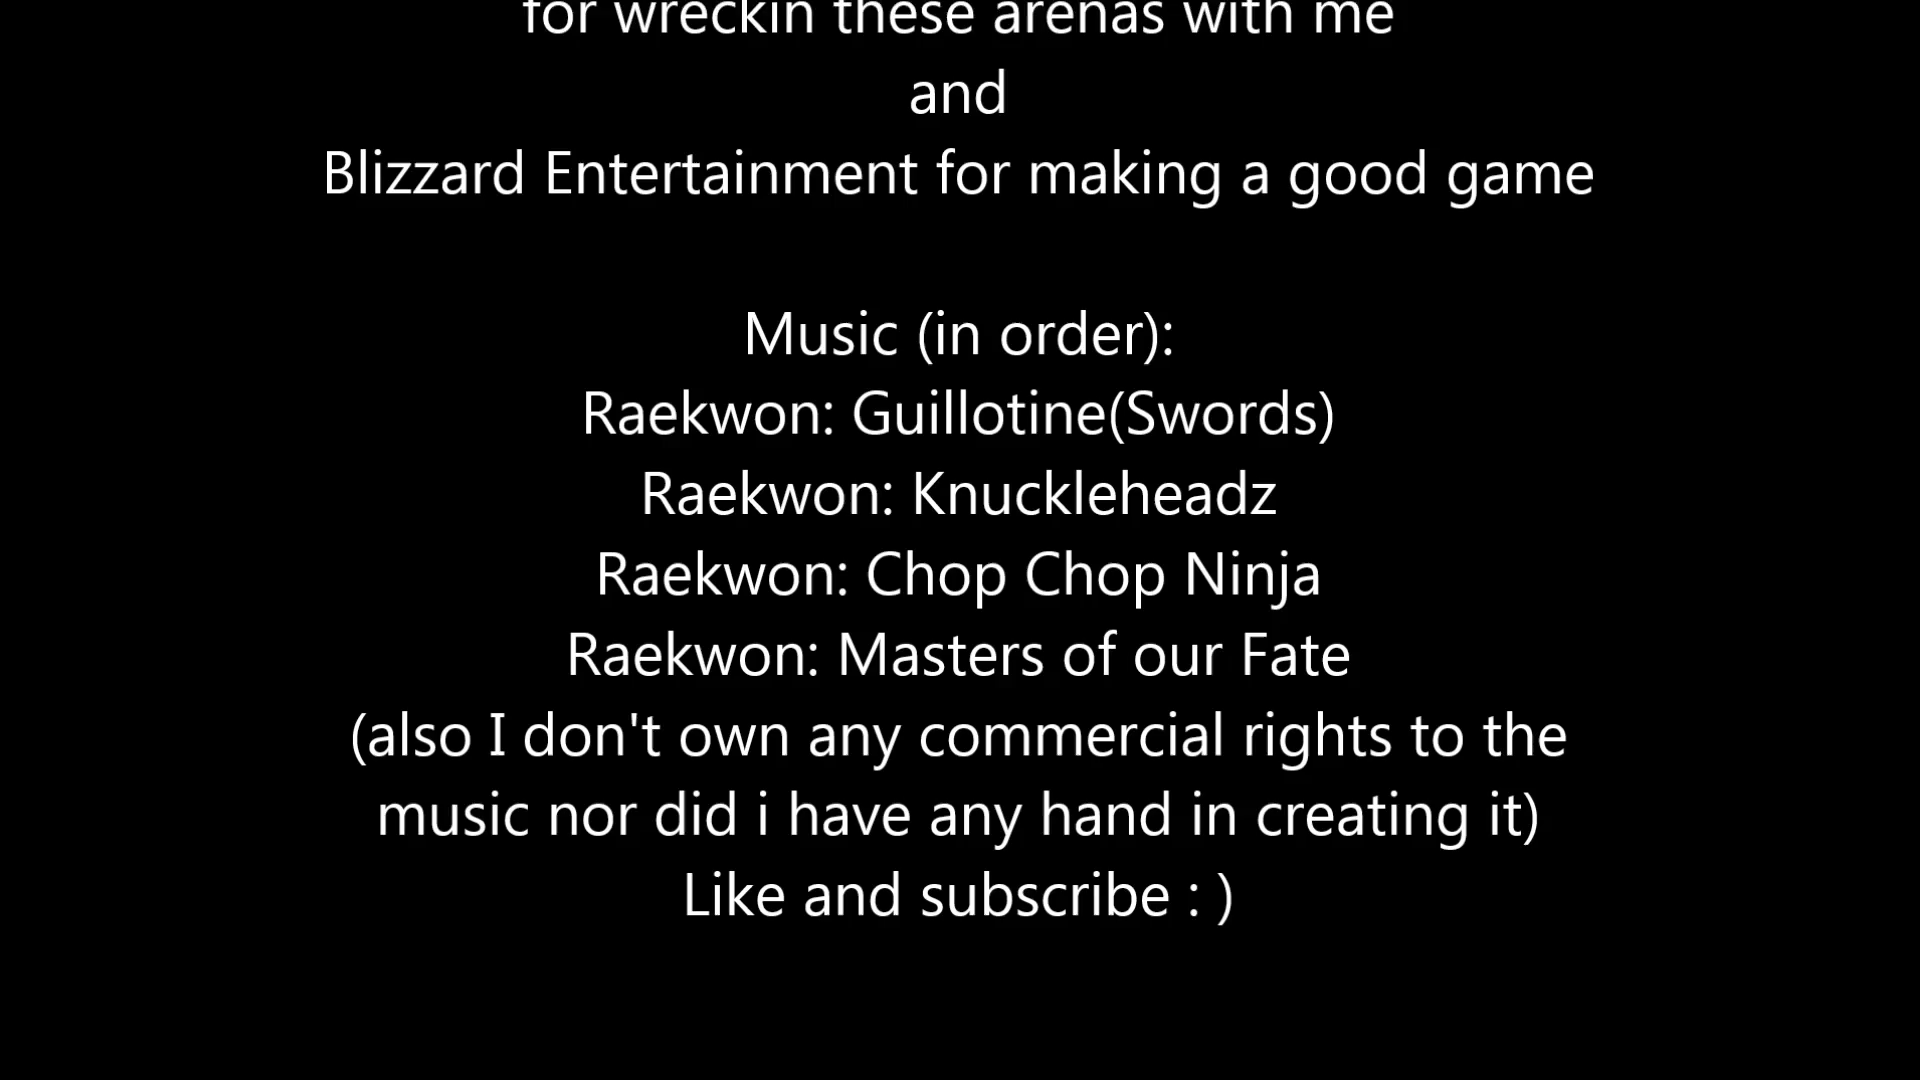 for wreckin these arenas with me
and
Blizzard Entertainment for making a good game
Music (in order):
Raekwon: Guillotine(Swords)
Raekwon: Knuckleheadz
Raekwon: Chop Chop Ninja
Raekwon: Masters of our Fate
(also I don't own any commercial rights to the
music nor did i have any hand in creating it)
Like and subscribe : )